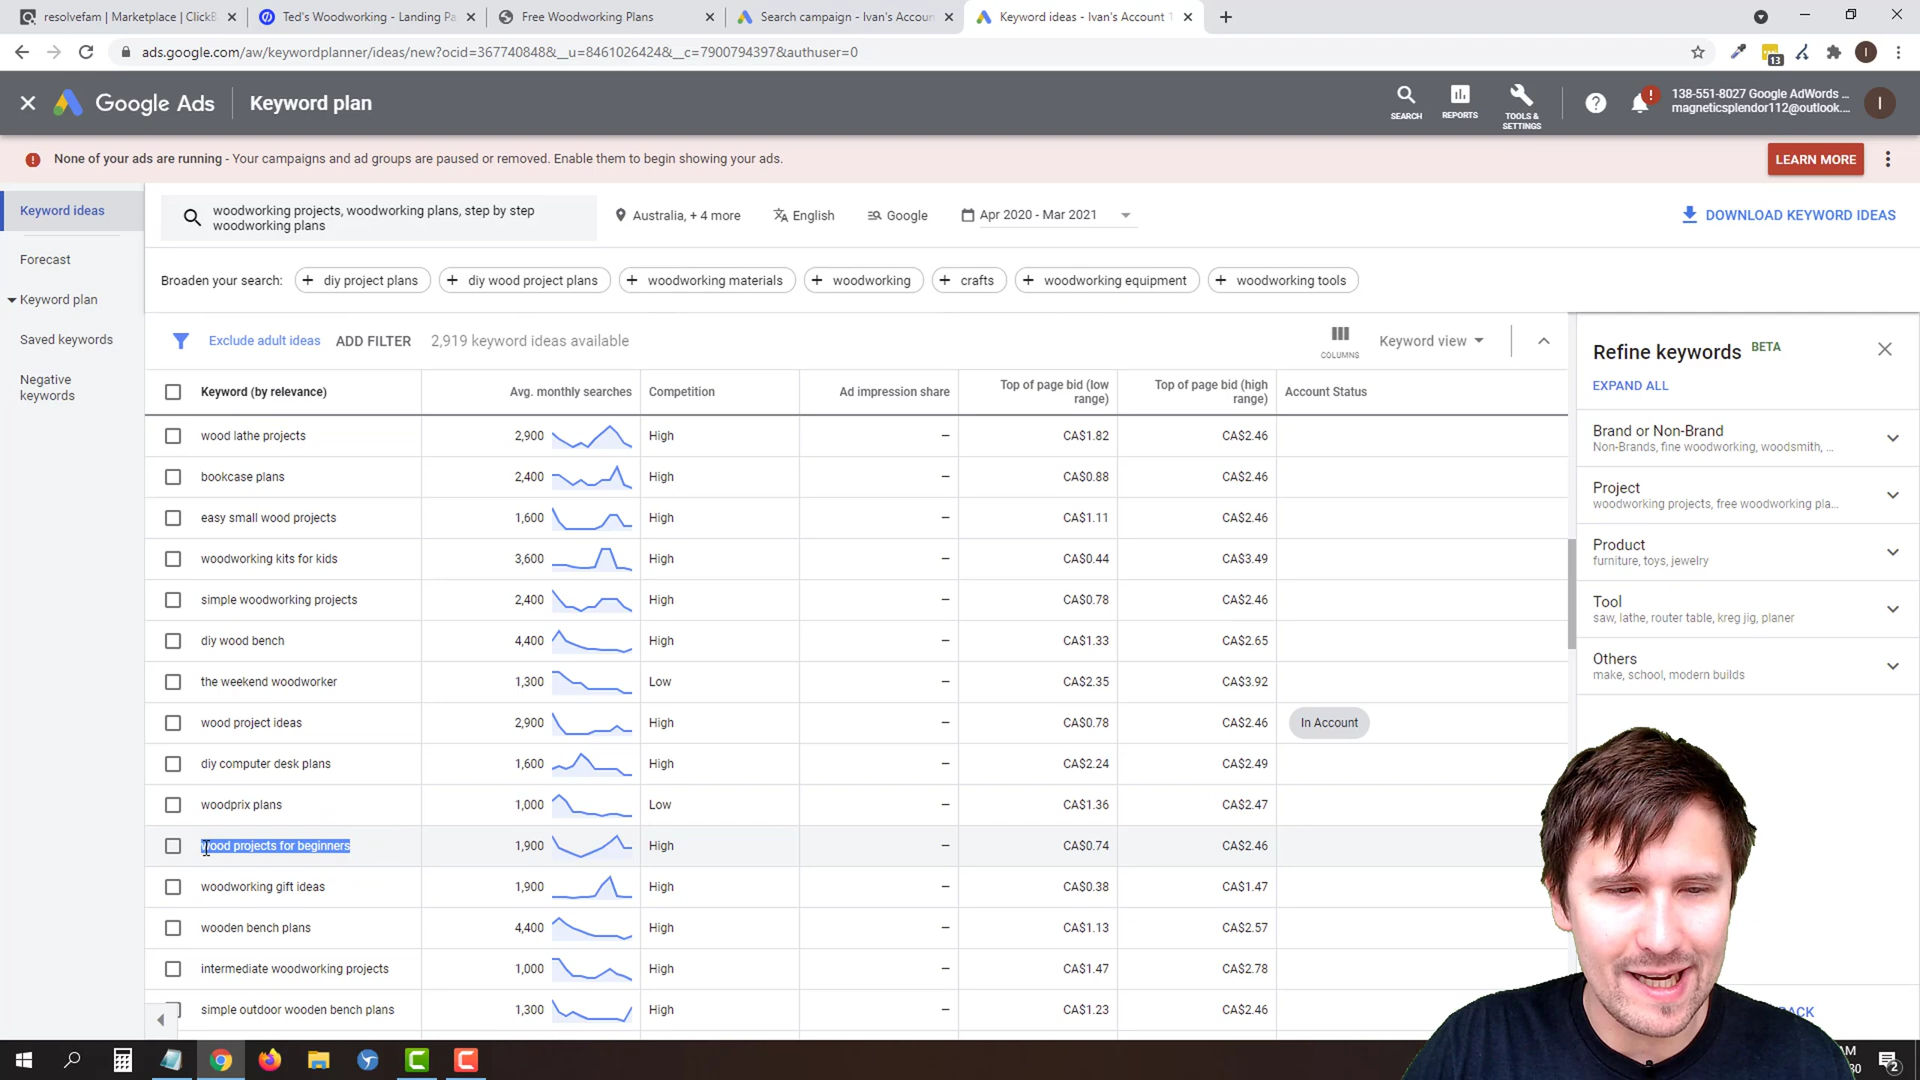 resolvefam | Marketplace | ClickB
Ted's Woodworking - Landing Pa
Free Woodworking Plans
Search campaign - Ivan's Accoun
Keyword ideas - Ivan's Account 1
ads.google.com/aw/keywordplanner/ideas/new?ocid=367740848&__u=8461026424&__c=7900794397&authuser=0
13
I
Google Ads
Keyword plan
SEARCH
REPORTS
TOOLS & SETTINGS
138-551-8027 Google AdWords ...
magneticsplendor112@outlook....
I
None of your ads are running - Your campaigns and ad groups are paused or removed. Enable them to begin showing your ads.
LEARN MORE
Keyword ideas
Forecast
Keyword plan
Saved keywords
Negative
keywords
woodworking projects, woodworking plans, step by step
woodworking plans
Australia, + 4 more
English
Google
Apr 2020 - Mar 2021
DOWNLOAD KEYWORD IDEAS
Broaden your search:
+ diy project plans
+ diy wood project plans
+ woodworking materials
+ woodworking
+ crafts
+ woodworking equipment
+ woodworking tools
Exclude adult ideas
ADD FILTER
2,919 keyword ideas available
COLUMNS
Keyword view
Keyword (by relevance) Avg. monthly searches Competition Ad impression share Top of page bid (low range) Top of page bid (high range) Account Status
wood lathe projects 2,900 High – CA$1.82 CA$2.46
bookcase plans 2,400 High – CA$0.88 CA$2.46
easy small wood projects 1,600 High – CA$1.11 CA$2.46
woodworking kits for kids 3,600 High – CA$0.44 CA$3.49
simple woodworking projects 2,400 High – CA$0.78 CA$2.46
diy wood bench 4,400 High – CA$1.33 CA$2.65
the weekend woodworker 1,300 Low – CA$2.35 CA$3.92
wood project ideas 2,900 High – CA$0.78 CA$2.46 In Account
diy computer desk plans 1,600 High – CA$2.24 CA$2.49
woodprix plans 1,000 Low – CA$1.36 CA$2.47
wood projects for beginners 1,900 High – CA$0.74 CA$2.46
woodworking gift ideas 1,900 High – CA$0.38 CA$1.47
wooden bench plans 4,400 High – CA$1.13 CA$2.57
intermediate woodworking projects 1,000 High – CA$1.47 CA$2.78
simple outdoor wooden bench plans 1,300 High – CA$1.23 CA$2.46
Refine keywords BETA
EXPAND ALL
Brand or Non-Brand
Non-Brands, fine woodworking, woodsmith, ...
Project
woodworking projects, free woodworking pla...
Product
furniture, toys, jewelry
Tool
saw, lathe, router table, kreg jig, planer
Others
make, school, modern builds
ACK
AM
30
2